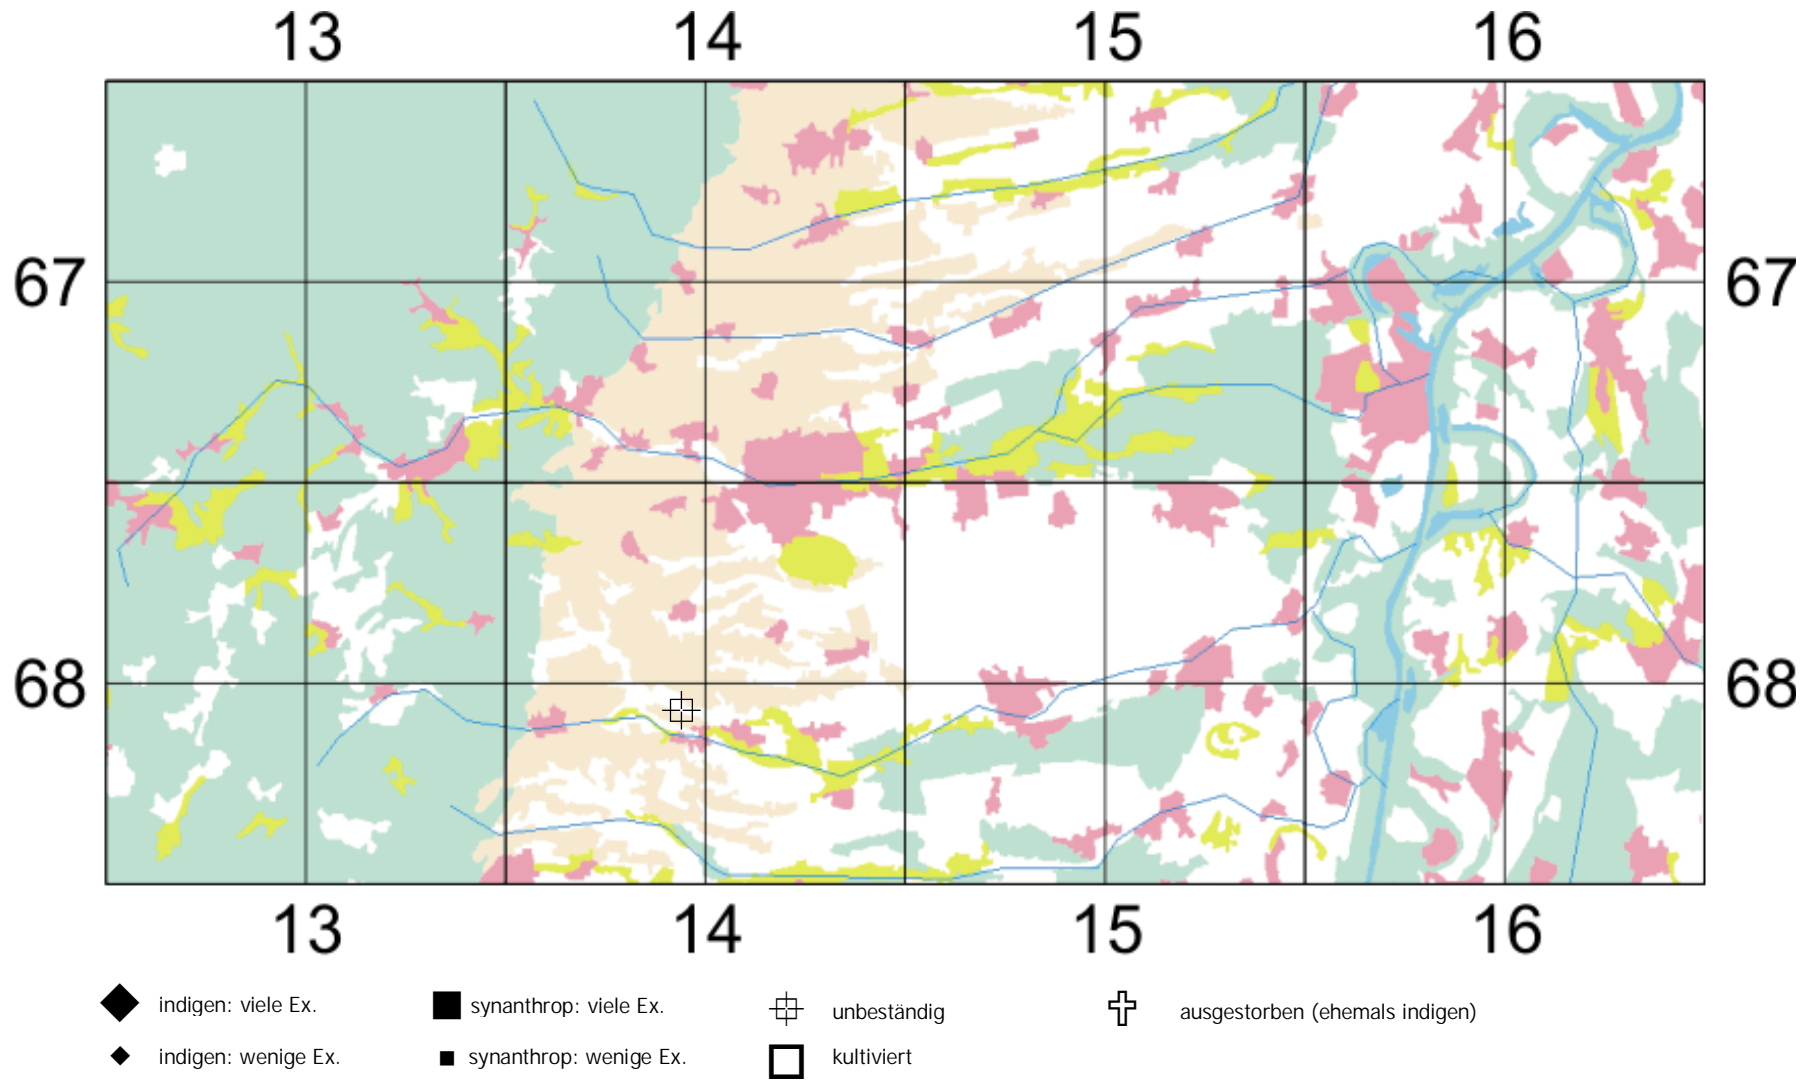 13 14 15 16
67 67
68 68
13 14 15 16
indigen: viele Ex. synanthrop: viele Ex. unbeständig ausgestorben (ehemals indigen)
indigen: wenige Ex. synanthrop: wenige Ex. kultiviert